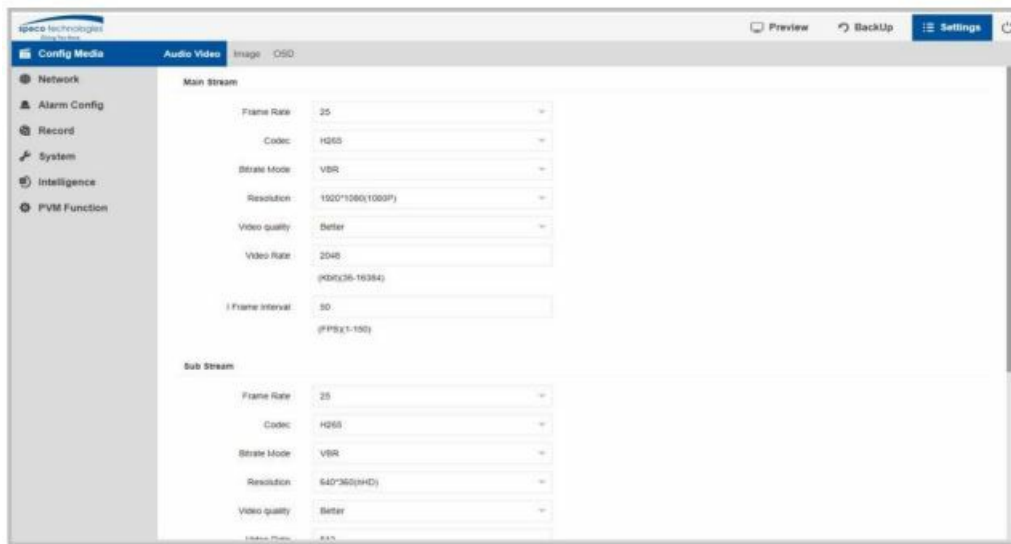 speco technologies
Preview
BackUp
Settings
Config Media
Audio Video Image OSD
Network
Alarm Config
Record
System
Intelligence
PVM Function
Main Stream
Frame Rate 25
Codec H265
Bitrate Mode VBR
Resolution 1920*1080(1080P)
Video quality Better
Video Rate 2048
(Kbit)(36-16384)
I Frame Interval 50
(FPS)(1-150)
Sub Stream
Frame Rate 25
Codec H265
Bitrate Mode VBR
Resolution 640*360(nHD)
Video quality Better
Video Rate 512